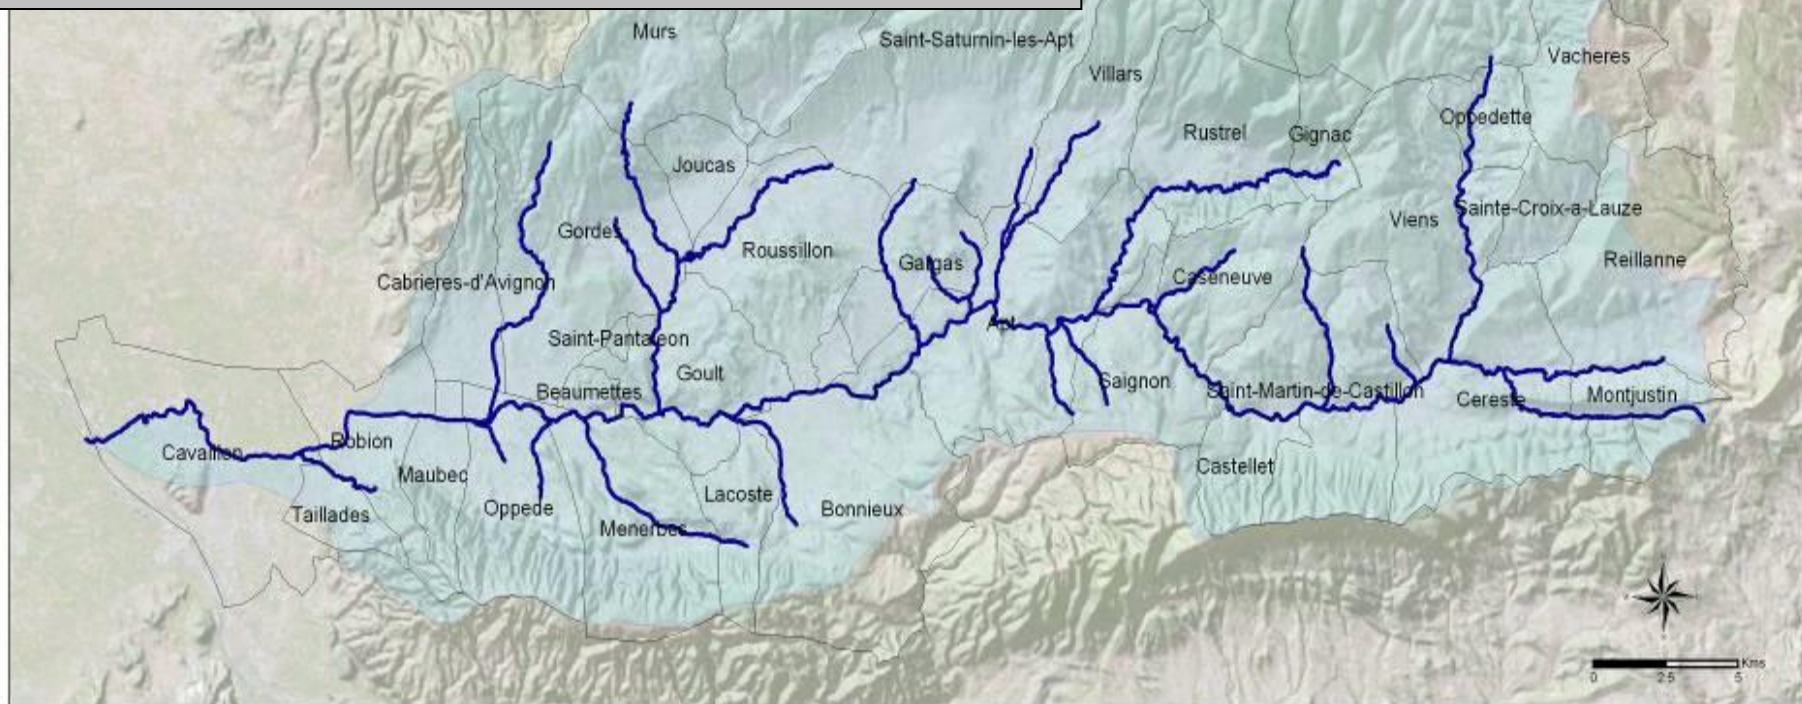 Murs
Saint-Saturnin-les-Apt
Vacheres
Villars
Oppedette
Rustrel
Gignac
Joucas
Sainte-Croix-a-Lauze
Viens
Gordes
Roussillon
Reillanne
Gargas
Caseneuve
Cabrieres-d'Avignon
Apt
Saint-Pantaleon
Goult
Saignon
Beaumettes
Saint-Martin-de-Castillon
Cereste
Montjustin
Robion
Cavaillon
Castellet
Maubec
Lacoste
Oppede
Bonnieux
Taillades
Menerbes
Kms
0 2.5 5